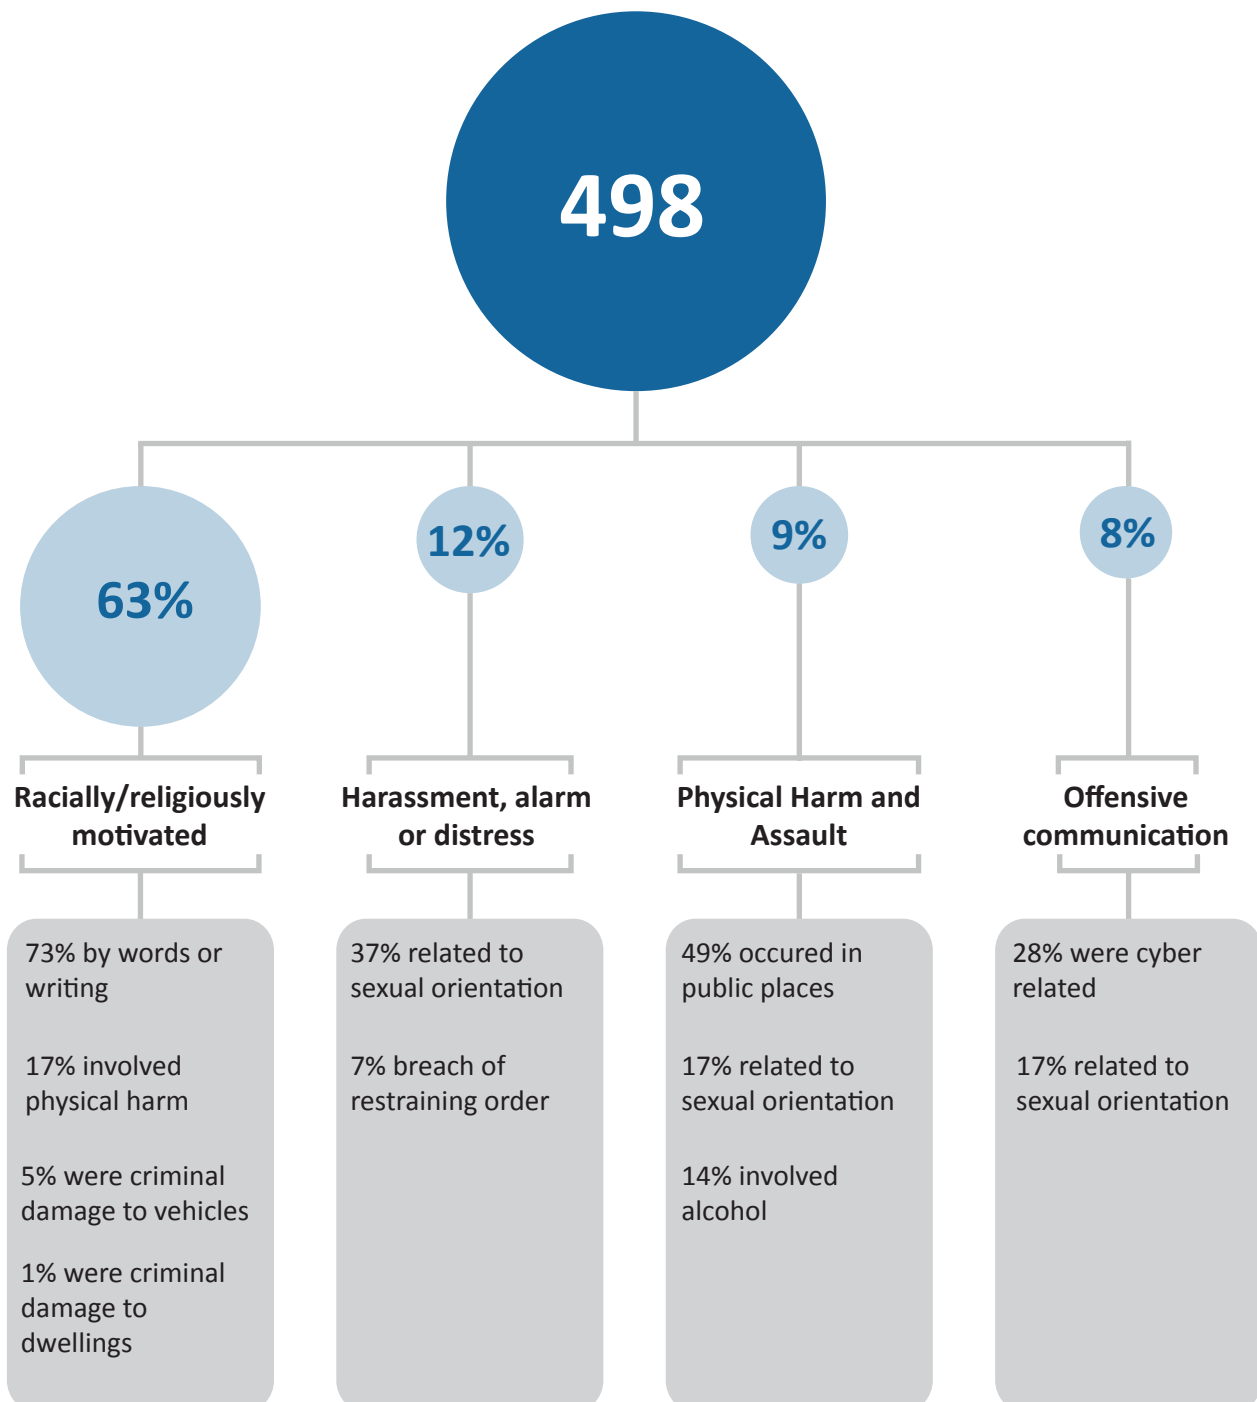 498
63%
12%
9%
8%
Racially/religiously
motivated
Harassment, alarm
or distress
Physical Harm and
Assault
Offensive
communication
73% by words or
writing
17% involved
physical harm
5% were criminal
damage to vehicles
1% were criminal
damage to
dwellings
37% related to
sexual orientation
7% breach of
restraining order
49% occured in
public places
17% related to
sexual orientation
14% involved
alcohol
28% were cyber
related
17% related to
sexual orientation